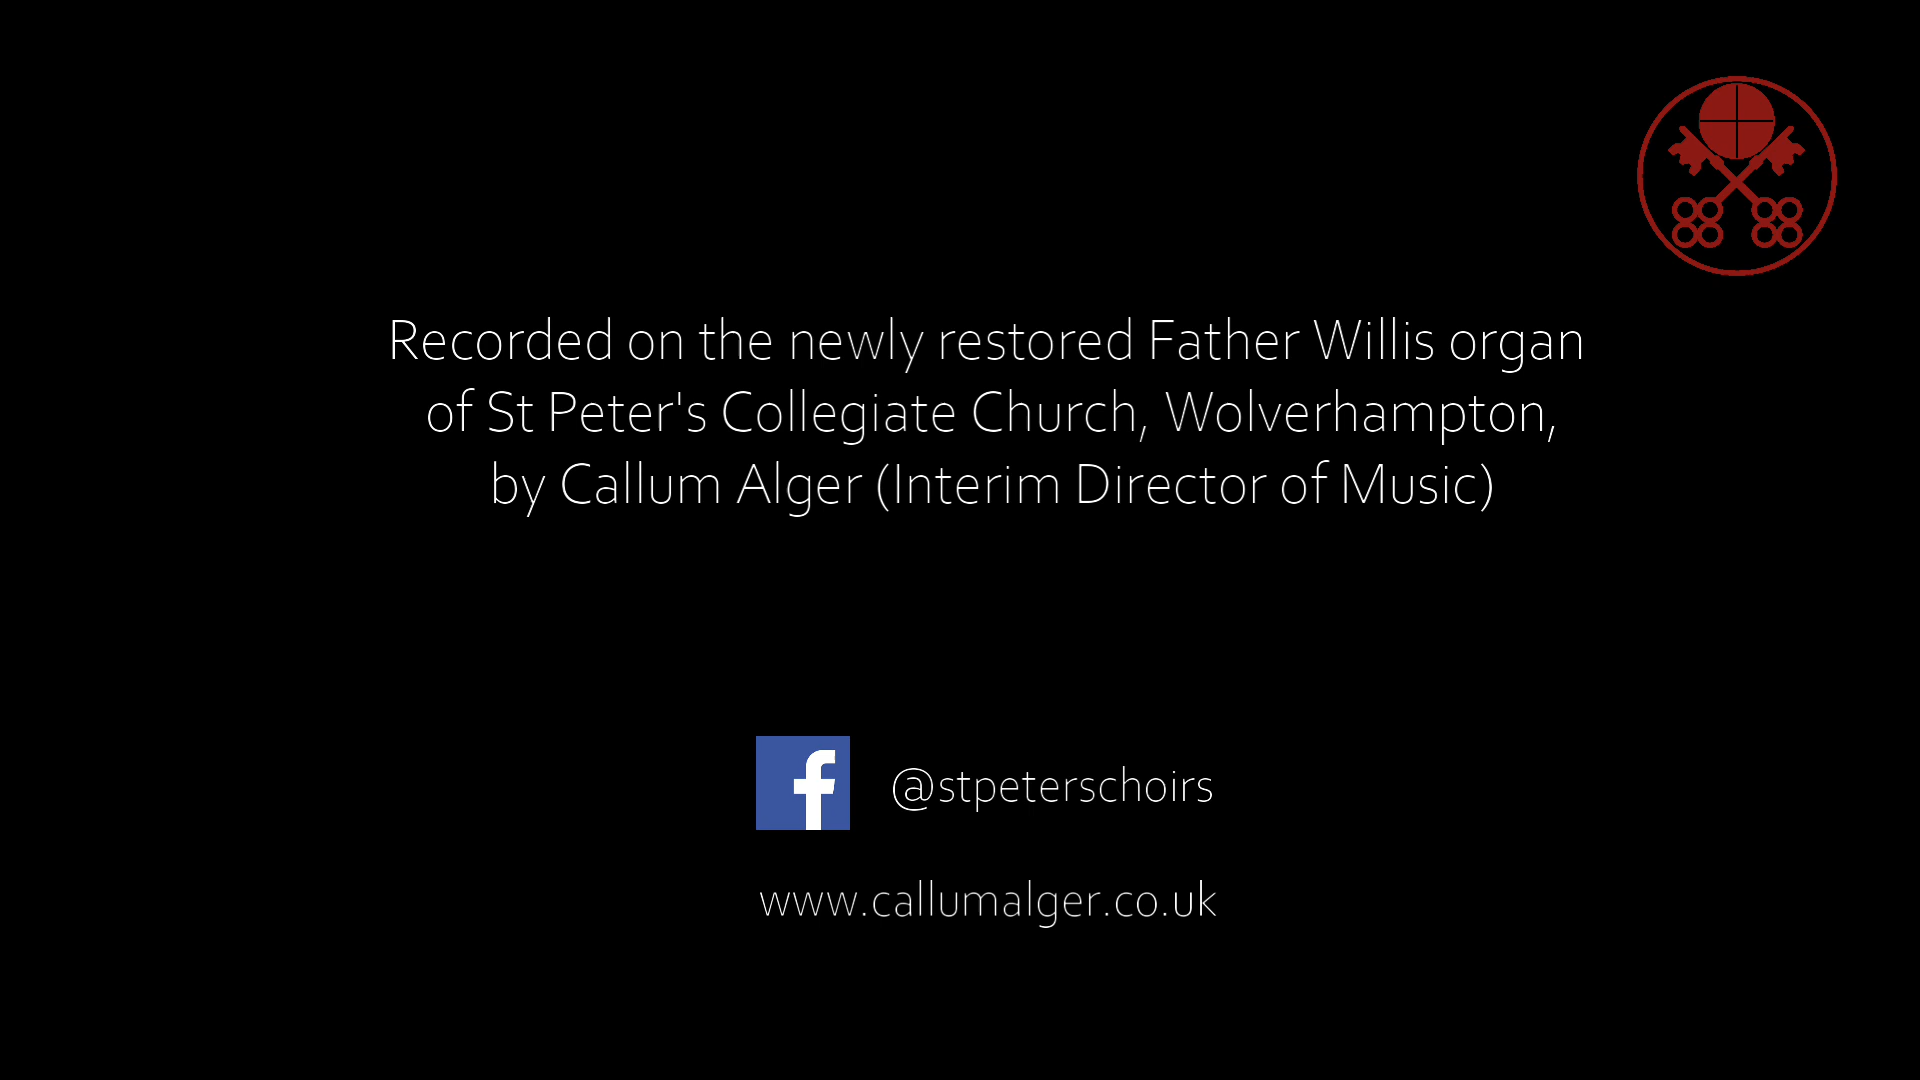 Recorded on the newly restored Father Willis organ
of St Peter's Collegiate Church, Wolverhampton,
by Callum Alger (Interim Director of Music)
@stpeterschoirs
www.callumalger.co.uk